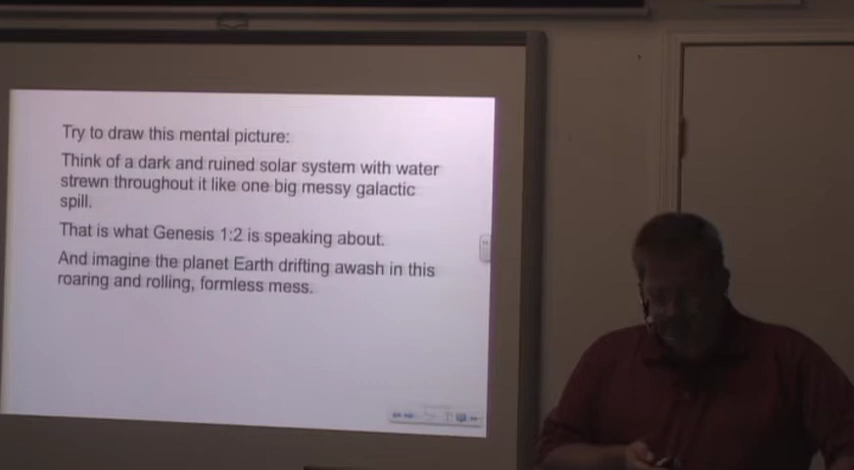 Try to draw this mental picture:
Think of a dark and ruined solar system with water
strewn throughout it like one big messy galactic
spill.
That is what Genesis 1:2 is speaking about.
And imagine the planet Earth drifting awash in this
roaring and rolling, formless mess.